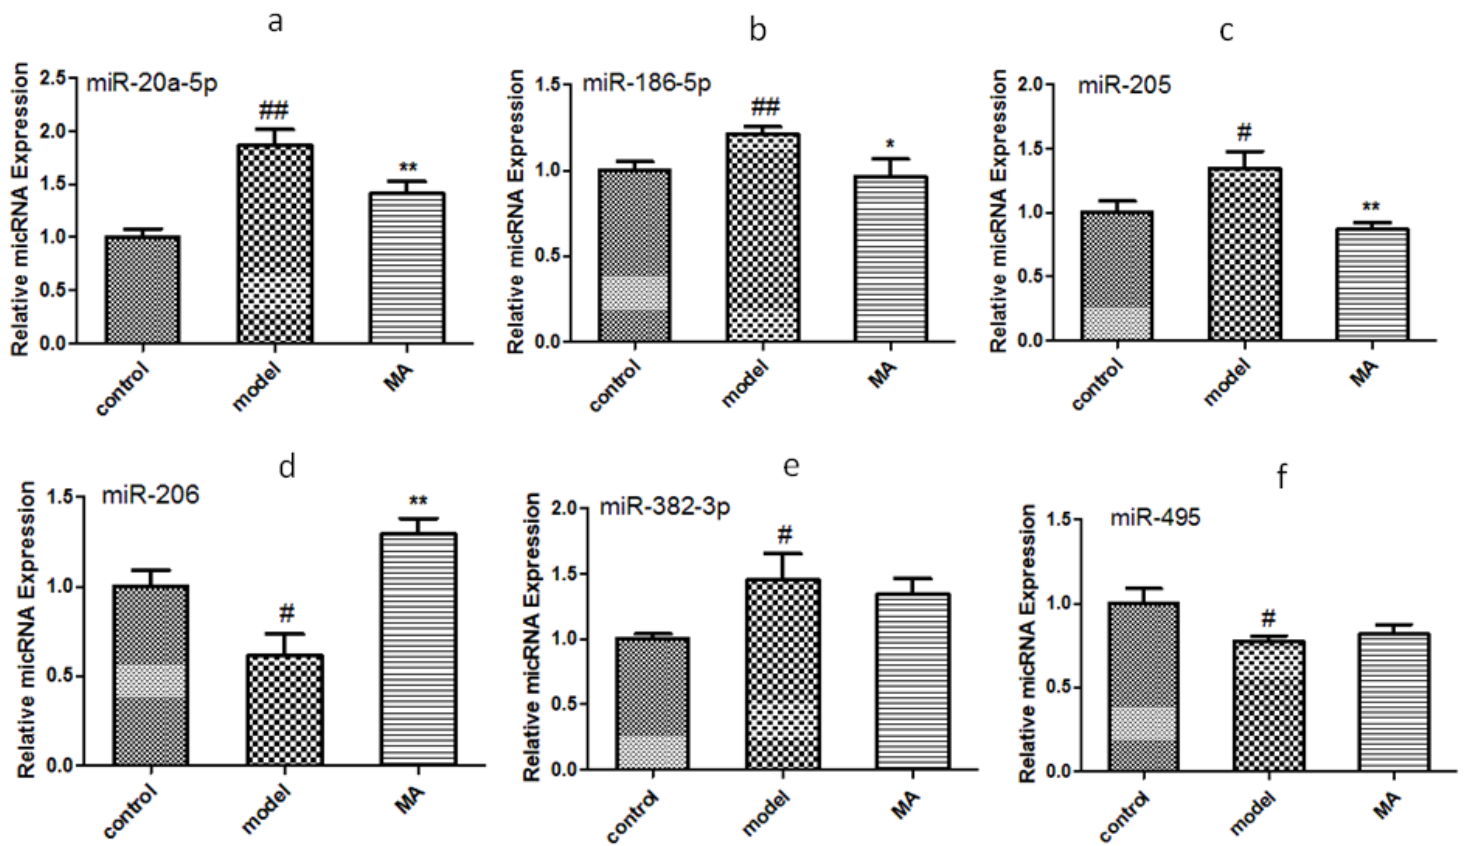 a
miR-20a-5p
Relative micRNA Expression
2.5
2.0
1.5
1.0
0.5
0.0
##
**
control
model
MA
b
miR-186-5p
Relative micRNA Expression
1.5
1.0
0.5
0.0
##
*
control
model
MA
c
miR-205
Relative micRNA Expression
2.0
1.5
1.0
0.5
0.0
#
**
control
model
MA
d
miR-206
Relative micRNA Expression
1.5
1.0
0.5
0.0
#
**
control
model
MA
e
miR-382-3p
Relative micRNA Expression
2.0
1.5
1.0
0.5
0.0
#
control
model
MA
f
miR-495
Relative micRNA Expression
1.5
1.0
0.5
0.0
#
control
model
MA